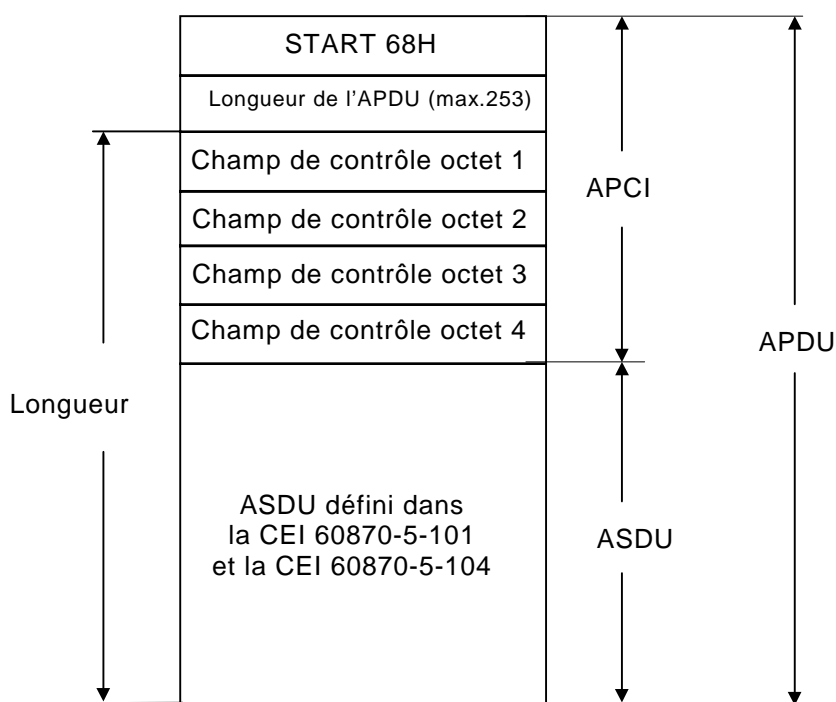 START 68H
Longueur de l’APDU (max.253)
Champ de contrôle octet 1
Champ de contrôle octet 2
Champ de contrôle octet 3
Champ de contrôle octet 4
ASDU défini dans
la CEI 60870-5-101
et la CEI 60870-5-104
Longueur
APCI
ASDU
APDU